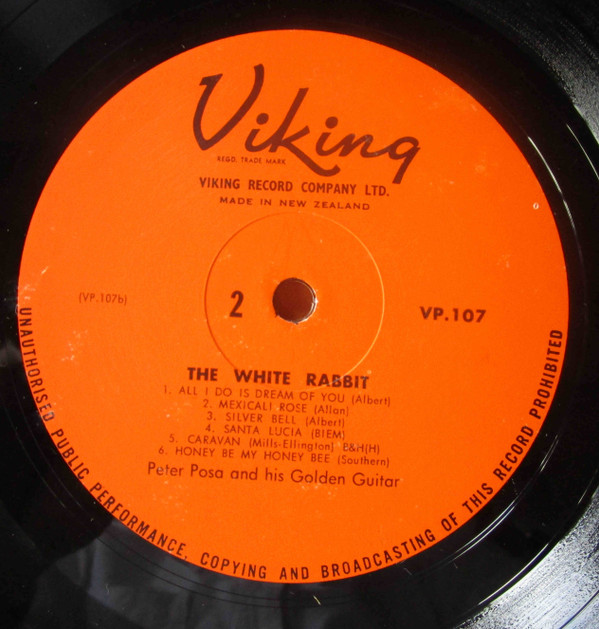 Viking
REGD. TRADE MARK
VIKING RECORD COMPANY LTD.
MADE IN NEW ZEALAND
(VP.107b)
2
VP.107
THE WHITE RABBIT
1. ALL I DO IS DREAM OF YOU (Albert)
2. MEXICALI ROSE (Allan)
3. SILVER BELL (Albert)
4. SANTA LUCIA (BIEM)
5. CARAVAN (Mills-Ellington) B&H(H)
6. HONEY BE MY HONEY BEE (Southern)
Peter Posa and his Golden Guitar
UNAUTHORISED PUBLIC PERFORMANCE, COPYING AND BROADCASTING OF THIS RECORD PROHIBITED